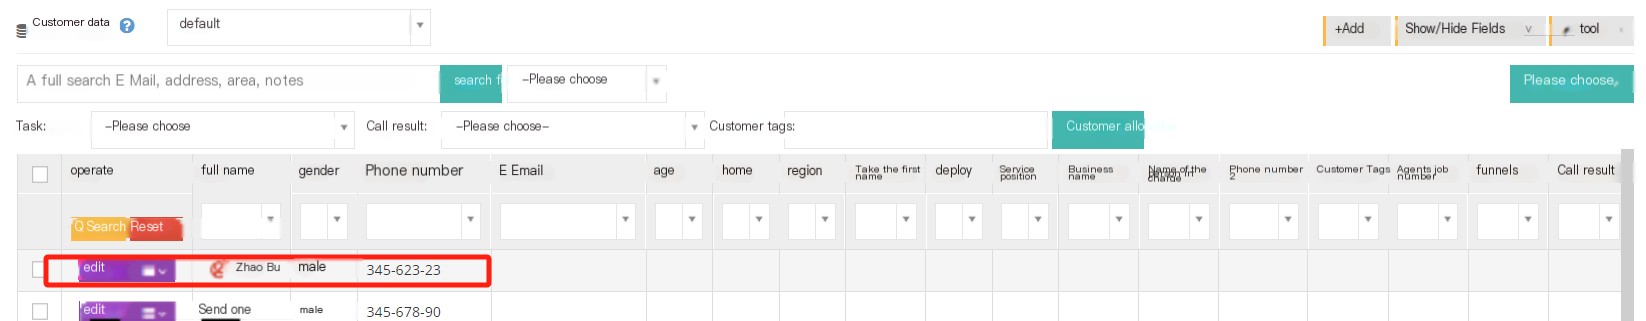 Customer data ? default +Add Show/Hide Fields tool
A full search E Mail, address, area, notes search f –Please choose Please choose
Task: –Please choose Call result: –Please choose– Customer tags: Customer allo
operate full name gender Phone number E Email age home region Take the first name deploy Service position Business name Name of the Phone number 2 Customer Tags Agents job number funnels Call result
Search Reset
edit Zhao Bu male 345-623-23
edit Send one male 345-678-90